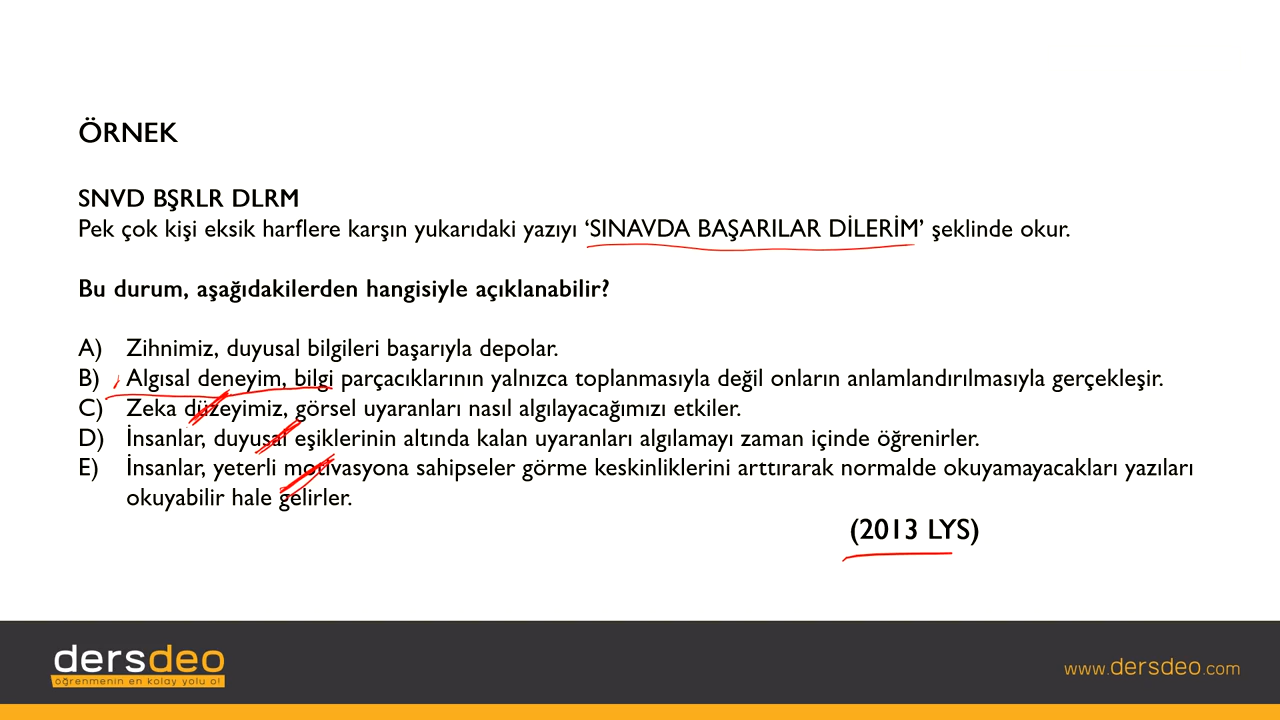 ÖRNEK
SNVD BŞRLR DLRM
Pek çok kişi eksik harflere karşın yukarıdaki yazıyı ‘SINAVDA BAŞARILAR DİLERİM’ şeklinde okur.
Bu durum, aşağıdakilerden hangisiyle açıklanabilir?
A) Zihnimiz, duyusal bilgileri başarıyla depolar.
B) Algısal deneyim, bilgi parçacıklarının yalnızca toplanmasıyla değil onların anlamlandırılmasıyla gerçekleşir.
C) Zeka düzeyimiz, görsel uyaranları nasıl algılayacağımızı etkiler.
D) İnsanlar, duyusal eşiklerinin altında kalan uyaranları algılamayı zaman içinde öğrenirler.
E) İnsanlar, yeterli motivasyona sahipseler görme keskinliklerini arttırarak normalde okuyamayacakları yazıları
okuyabilir hale gelirler.
(2013 LYS)
dersdeo
öğrenmenin en kolay yolu o!
www.dersdeo.com